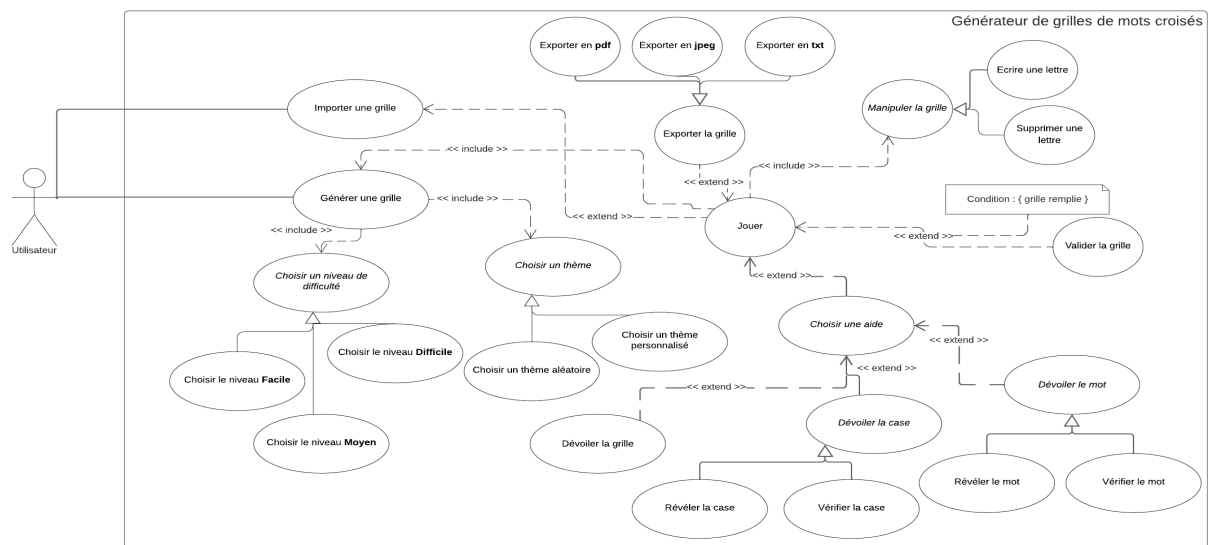 Générateur de grilles de mots croisés
Exporter en pdf
Exporter en jpeg
Exporter en txt
Ecrire une lettre
Importer une grille
Manipuler la grille
Exporter la grille
Supprimer une
lettre
<< include >>
<< include >>
<< extend >>
Générer une grille
<< include >>
Condition : { grille remplie }
<< extend >>
Jouer
<< include >>
<< extend >>
Valider la grille
Utilisateur
Choisir un thème
Choisir un niveau de
difficulté
<< extend >>
Choisir une aide
Choisir un thème
personnalisé
<< extend >>
Choisir le niveau Difficile
Choisir un thème aléatoire
<< extend >>
Choisir le niveau Facile
<< extend >>
Dévoiler le mot
Dévoiler la case
Choisir le niveau Moyen
Dévoiler la grille
Révéler le mot
Vérifier le mot
Révéler la case
Vérifier la case